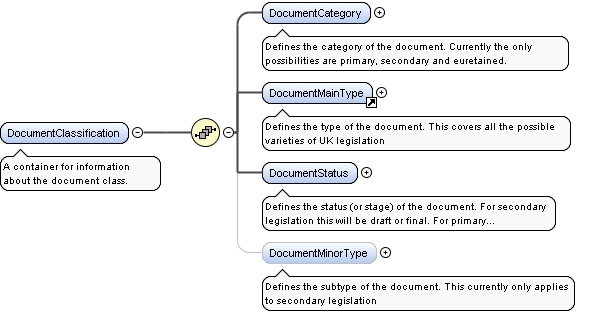 DocumentCategory
Defines the category of the document. Currently the only
possibilities are primary, secondary and euretained.
DocumentMainType
Defines the type of the document. This covers all the possible
varieties of UK legislation
DocumentClassification
A container for information
about the document class.
DocumentStatus
Defines the status (or stage) of the document. For secondary
legislation this will be draft or final. For primary...
DocumentMinorType
Defines the subtype of the document. This currently only applies
to secondary legislation